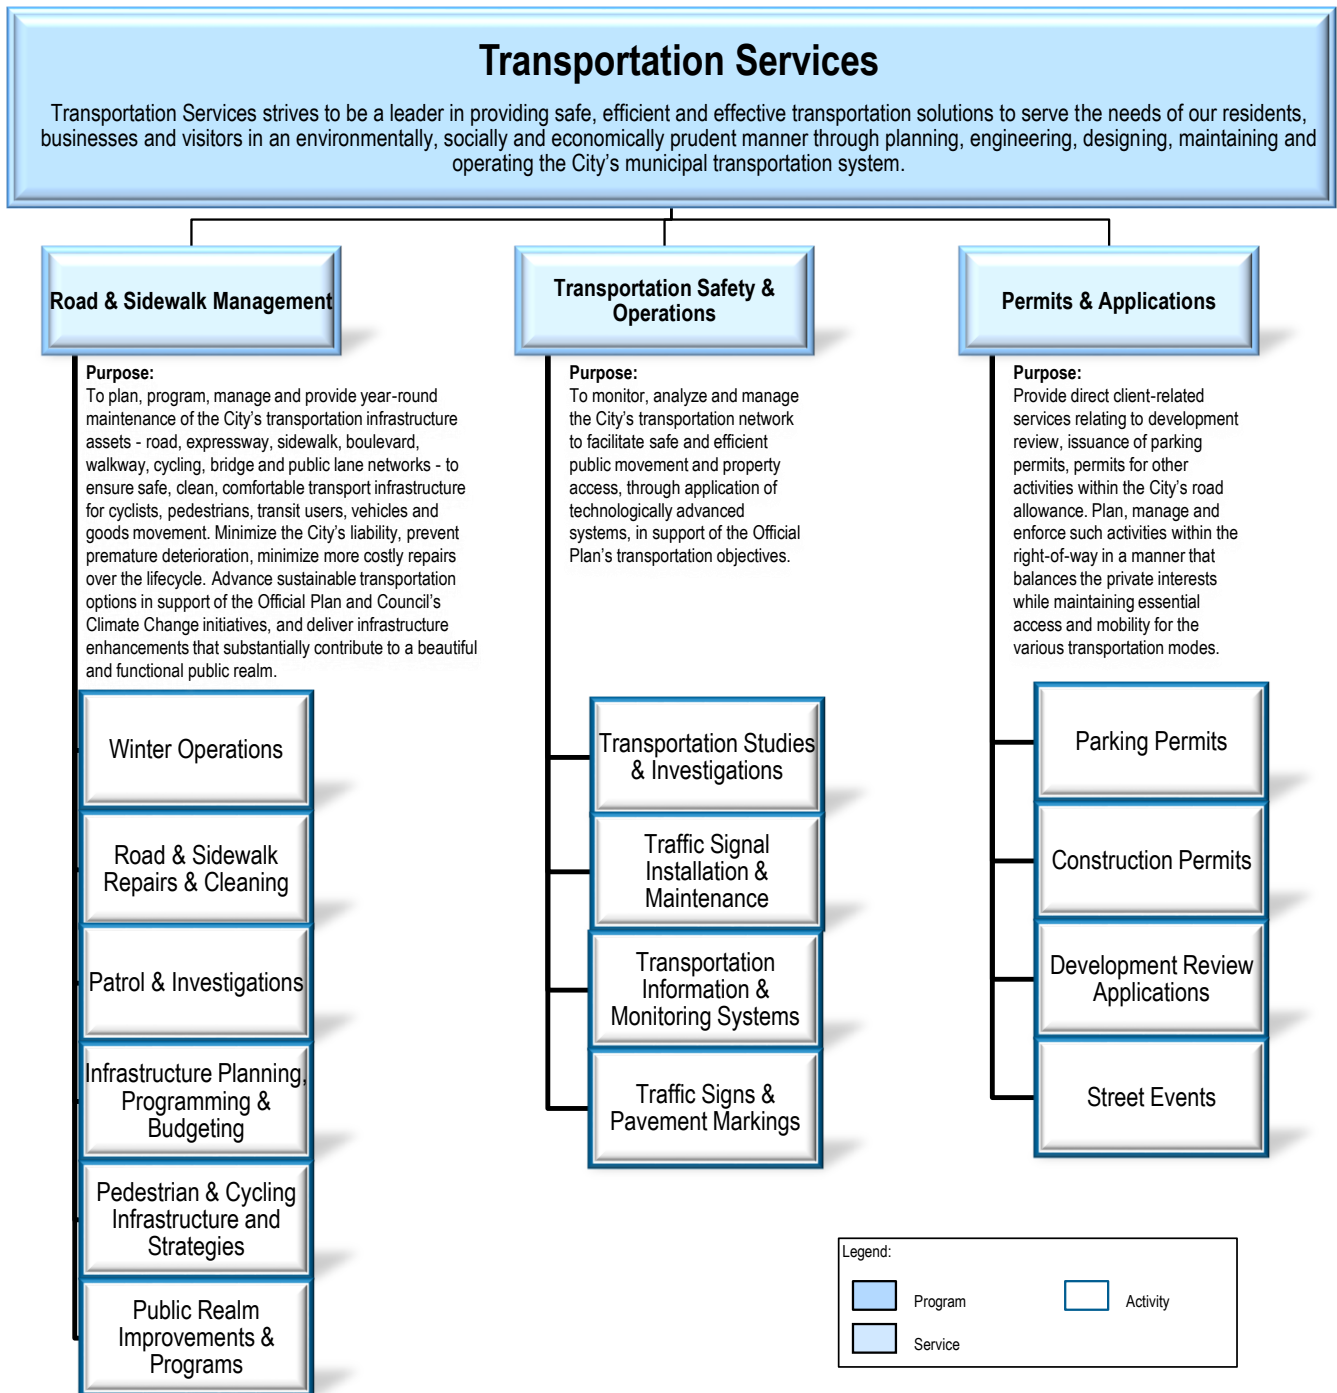 Transportation Services
Transportation Services strives to be a leader in providing safe, efficient and effective transportation solutions to serve the needs of our residents,
businesses and visitors in an environmentally, socially and economically prudent manner through planning, engineering, designing, maintaining and
operating the City's municipal transportation system.
Road & Sidewalk Management
Purpose:
To plan, program, manage and provide year-round
maintenance of the City's transportation infrastructure
assets - road, expressway, sidewalk, boulevard,
walkway, cycling, bridge and public lane networks - to
ensure safe, clean, comfortable transport infrastructure
for cyclists, pedestrians, transit users, vehicles and
goods movement. Minimize the City's liability, prevent
premature deterioration, minimize more costly repairs
over the lifecycle. Advance sustainable transportation
options in support of the Official Plan and Council's
Climate Change initiatives, and deliver infrastructure
enhancements that substantially contribute to a beautiful
and functional public realm.
Winter Operations
Road & Sidewalk
Repairs & Cleaning
Patrol & Investigations
Infrastructure Planning,
Programming &
Budgeting
Pedestrian & Cycling
Infrastructure and
Strategies
Public Realm
Improvements &
Programs
Transportation Safety &
Operations
Purpose:
To monitor, analyze and manage
the City's transportation network
to facilitate safe and efficient
public movement and property
access, through application of
technologically advanced
systems, in support of the Official
Plan's transportation objectives.
Transportation Studies
& Investigations
Traffic Signal
Installation &
Maintenance
Transportation
Information &
Monitoring Systems
Traffic Signs &
Pavement Markings
Permits & Applications
Purpose:
Provide direct client-related
services relating to development
review, issuance of parking
permits, permits for other
activities within the City's road
allowance. Plan, manage and
enforce such activities within the
right-of-way in a manner that
balances the private interests
while maintaining essential
access and mobility for the
various transportation modes.
Parking Permits
Construction Permits
Development Review
Applications
Street Events
Legend:
Program
Activity
Service